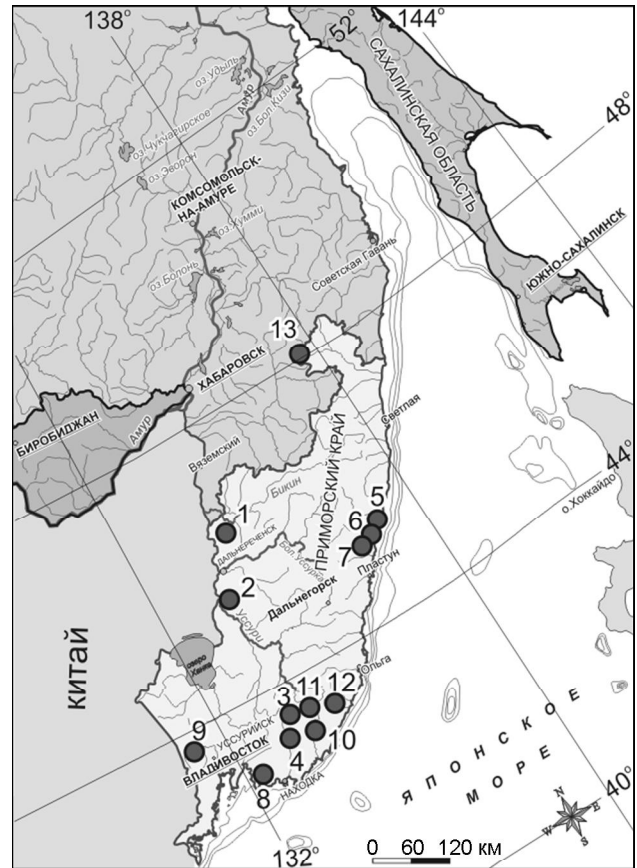 138°
144°
52°
оз.Удыль
Амур
оз.Бол.Кизи
САХАЛИНСКАЯ ОБЛАСТЬ
оз.Чукчагирское
оз.Эворон
48°
КОМСОМОЛЬСК-
НА-АМУРЕ
оз.Хумми
ЮЖНО-САХАЛИНСК
Советская Гавань
оз.Болонь
13
ХАБАРОВСК
БИРОБИДЖАН
Амур
Светлая
Вяземский
ПРИМОРСКИЙ КРАЙ
44°
о.Хоккайдо
Бикин
5
1
6
ДАЛЬНЕРЕЧЕНСК
7
Бол.Уссурка
Пластун
2
Дальнегорск
Уссури
КИТАЙ
озеро
Ханка
Ольга
3
11
12
9
УССУРИЙСК
ВЛАДИВОСТОК
4
10
ЯПОНСКОЕ
МОРЕ
8
НАХОДКА
40°
N
W
E
S
132°
0 60 120 км